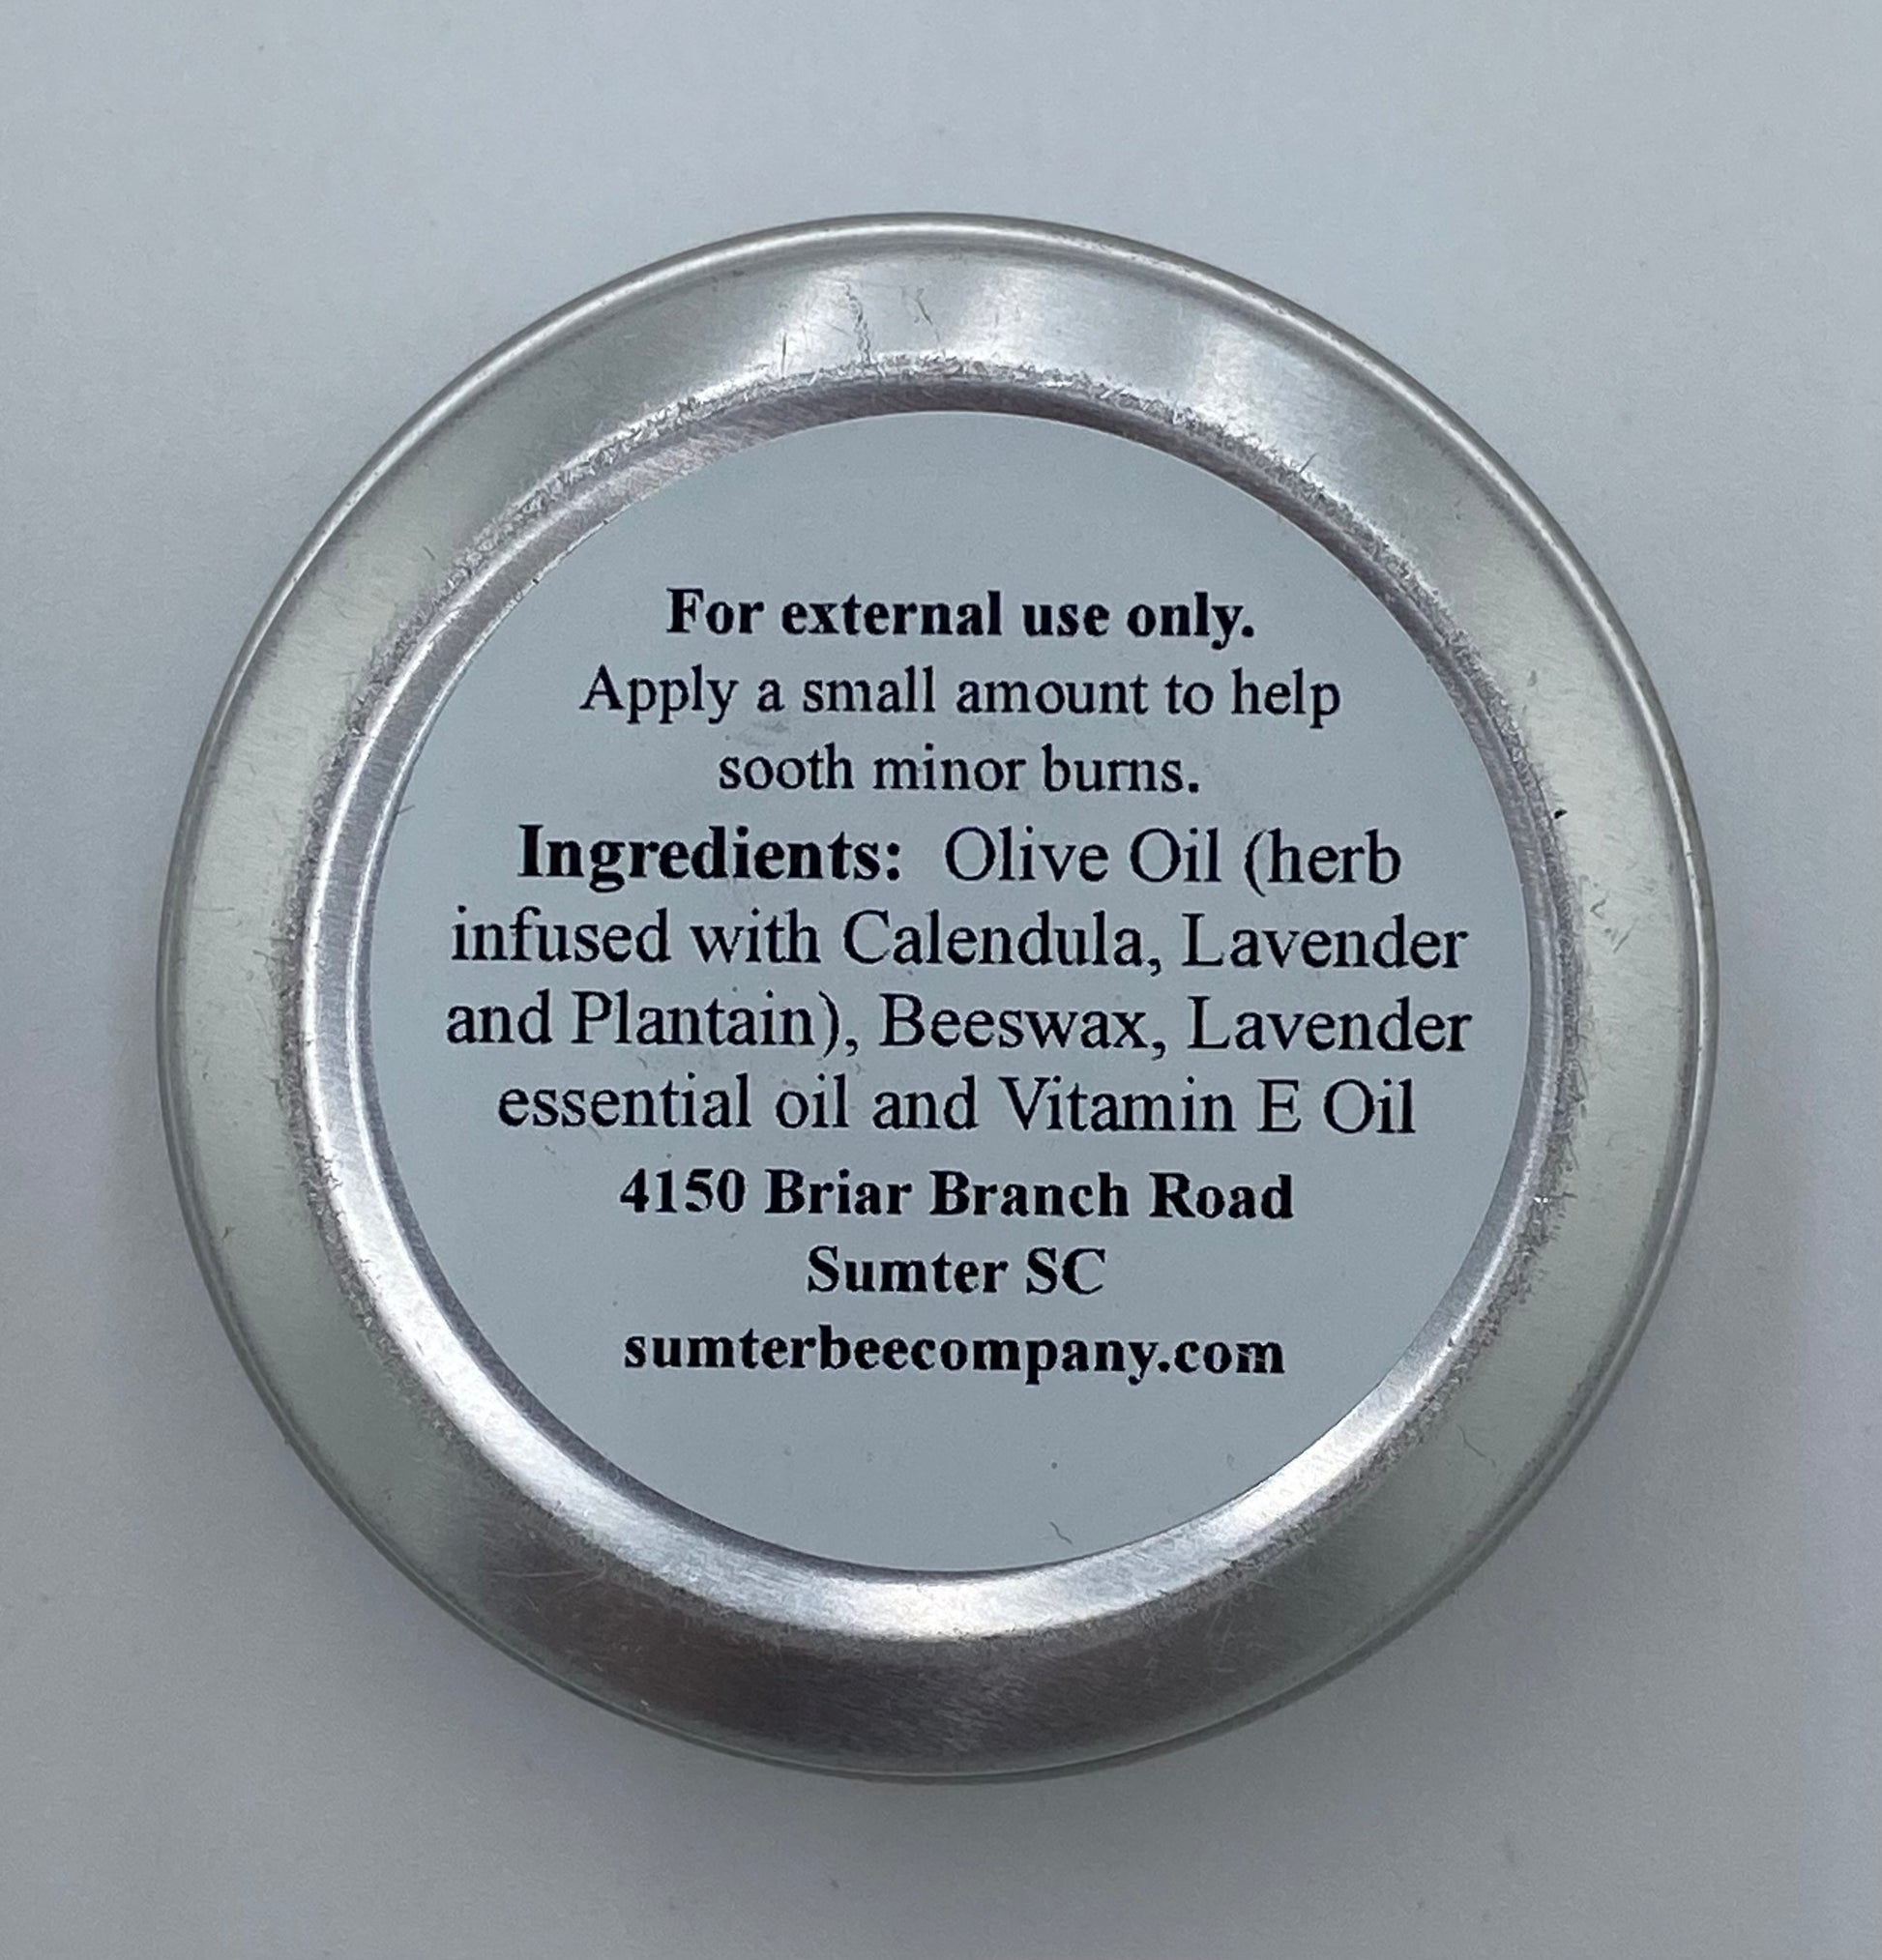 For external use only.
Apply a small amount to help
sooth minor burns.
Ingredients: Olive Oil (herb
infused with Calendula, Lavender
and Plantain), Beeswax, Lavender
essential oil and Vitamin E Oil
4150 Briar Branch Road
Sumter SC
sumterbeecompany.com